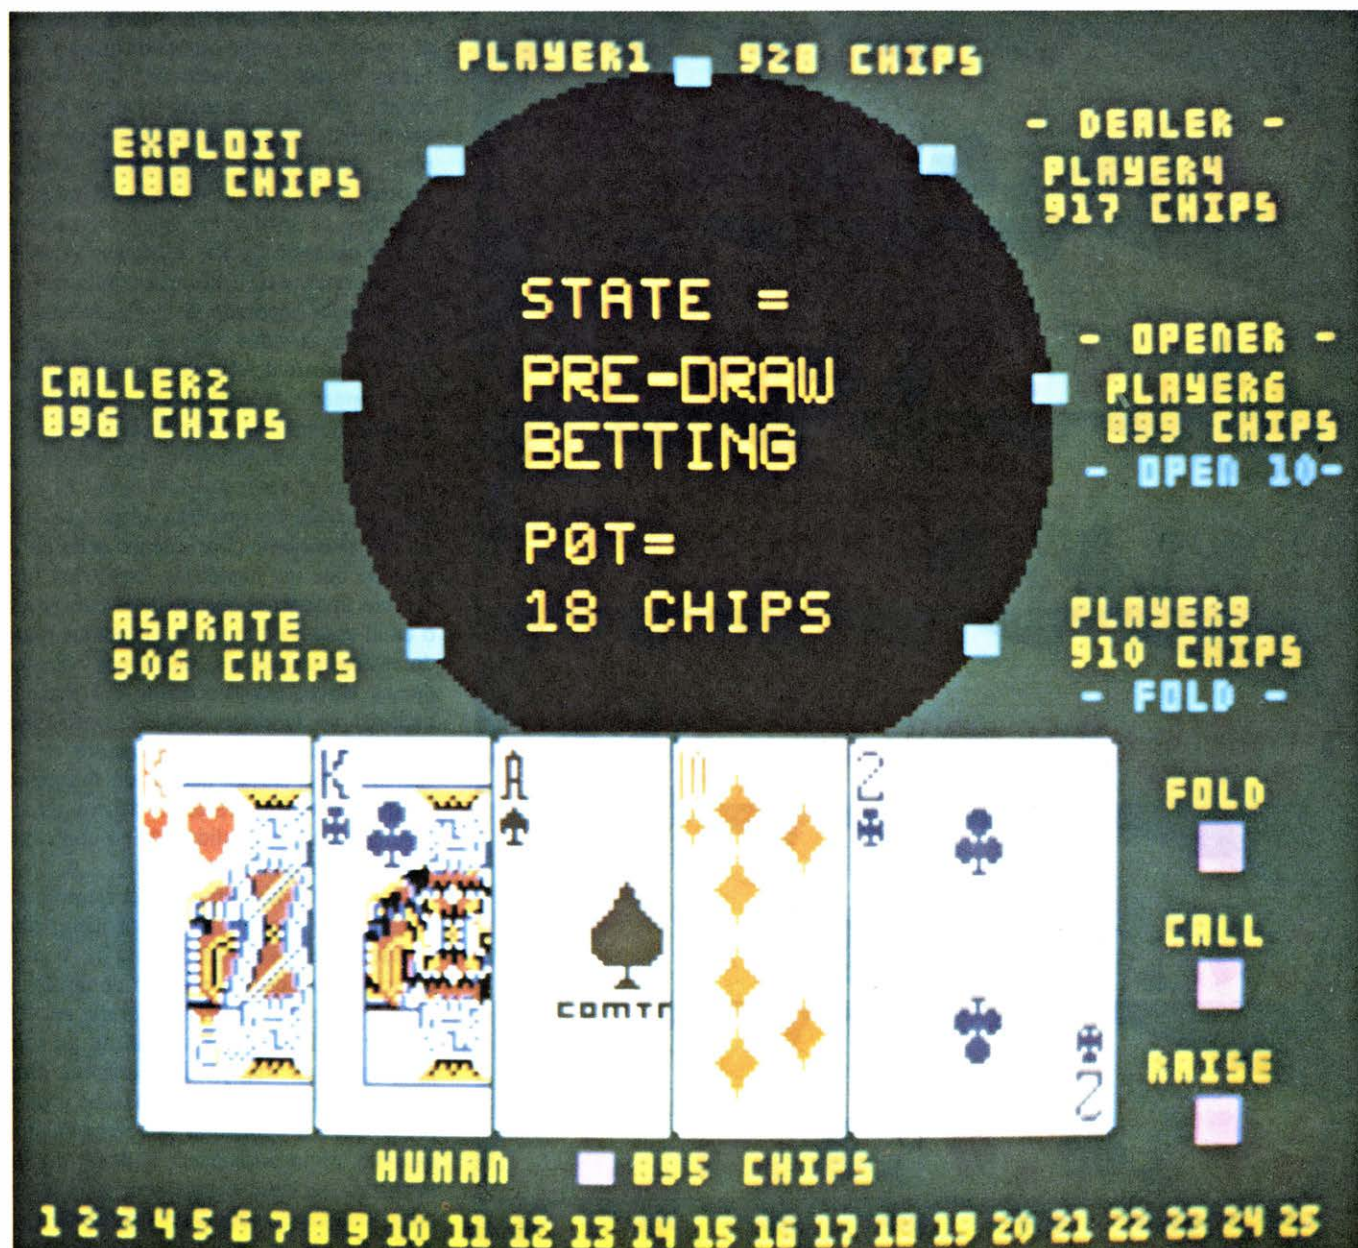 PLAYER1 928 CHIPS
EXPLOIT
888 CHIPS
- DEALER -
PLAYER4
917 CHIPS
STATE =
PRE-DRAW
BETTING
CALLER2
896 CHIPS
- OPENER -
PLAYER6
899 CHIPS
- OPEN 10-
PØT=
18 CHIPS
ASPRATE
906 CHIPS
PLAYER9
910 CHIPS
- FOLD -
K
K
A
10
2
COMTR
2
FOLD
CALL
RAISE
HUMAN 895 CHIPS
1 2 3 4 5 6 7 8 9 10 11 12 13 14 15 16 17 18 19 20 21 22 23 24 25